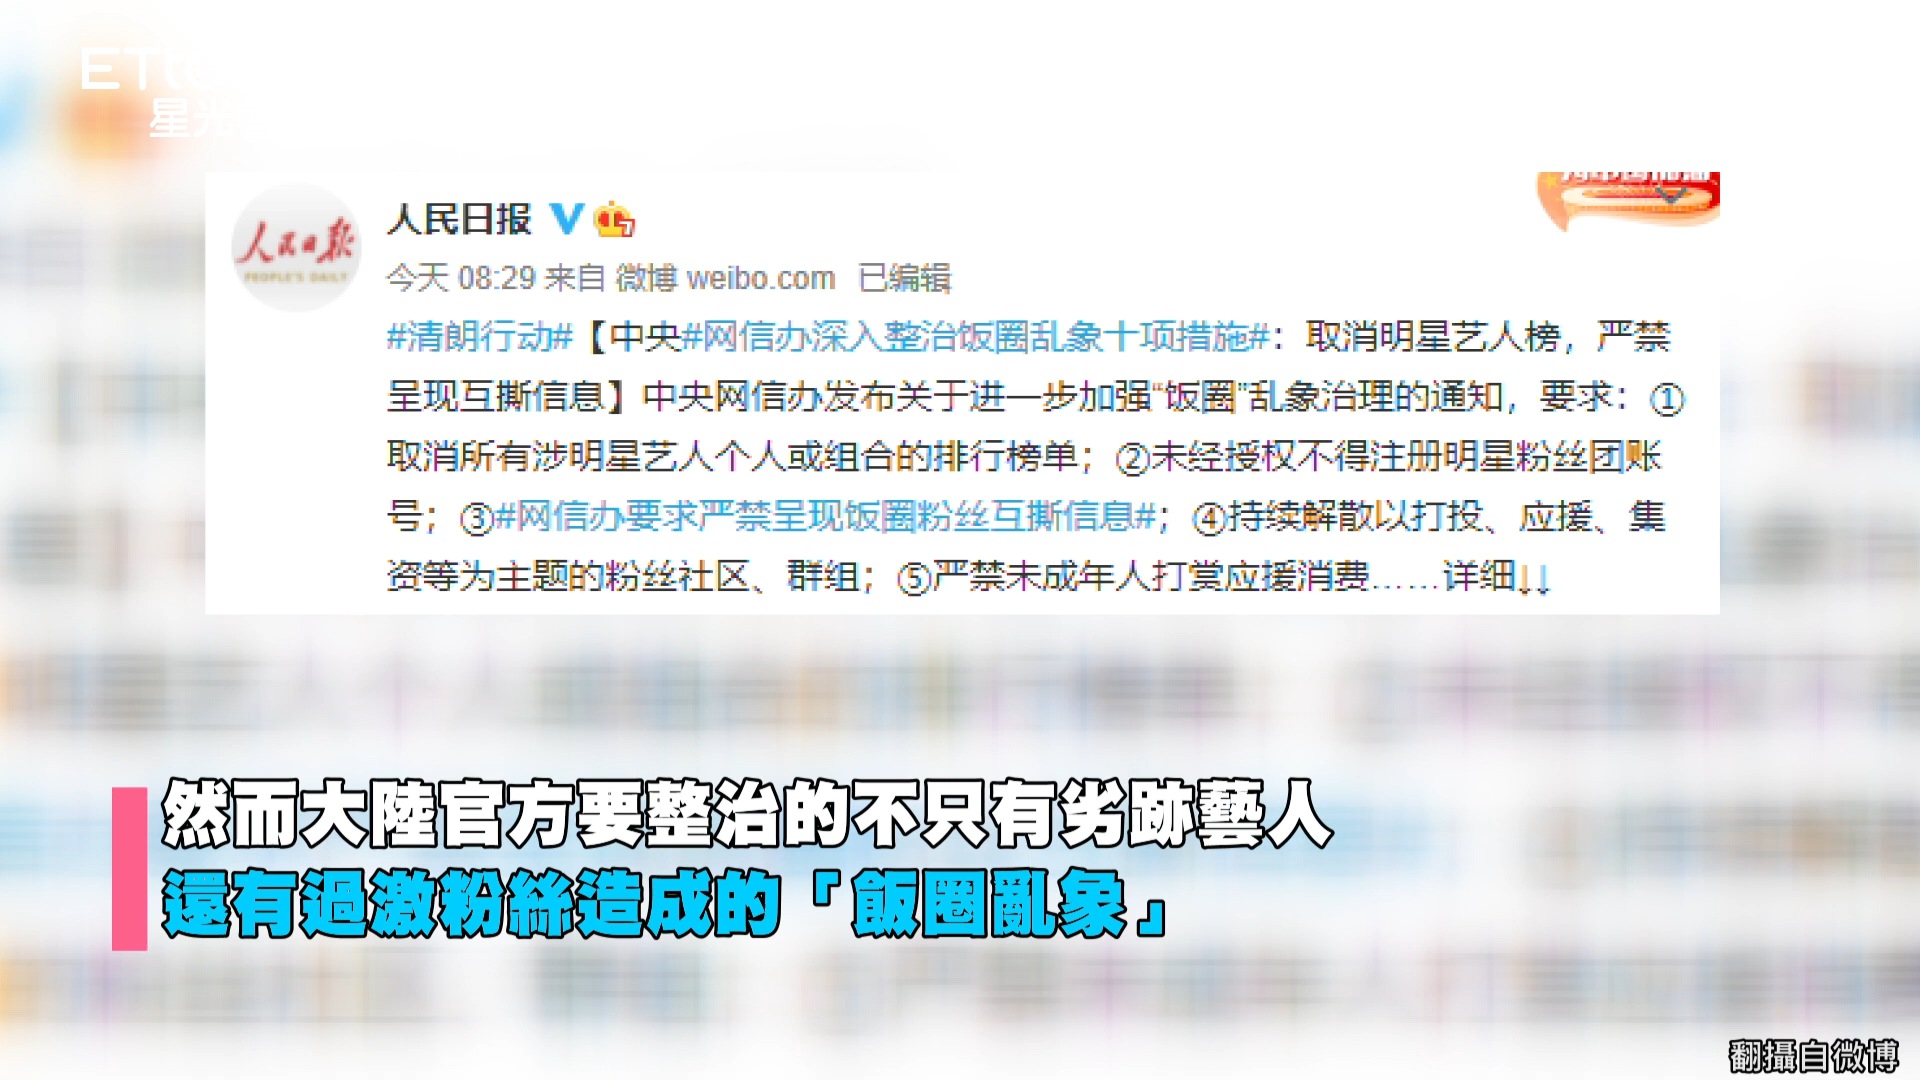 ETt
星光
人民日报
PEOPLE'S DAILY
人民日报
今天 08:29 来自 微博 weibo.com 已编辑
#清朗行动#【中央#网信办深入整治饭圈乱象十项措施#：取消明星艺人榜，严禁
呈现互撕信息】中央网信办发布关于进一步加强“饭圈”乱象治理的通知，要求：①
取消所有涉明星艺人个人或组合的排行榜单；②未经授权不得注册明星粉丝团账
号；③#网信办要求严禁呈现饭圈粉丝互撕信息#；④持续解散以打投、应援、集
资等为主题的粉丝社区、群组；⑤严禁未成年人打赏应援消费……详细↓↓
然而大陸官方要整治的不只有劣跡藝人
還有過激粉絲造成的「飯圈亂象」
翻攝自微博